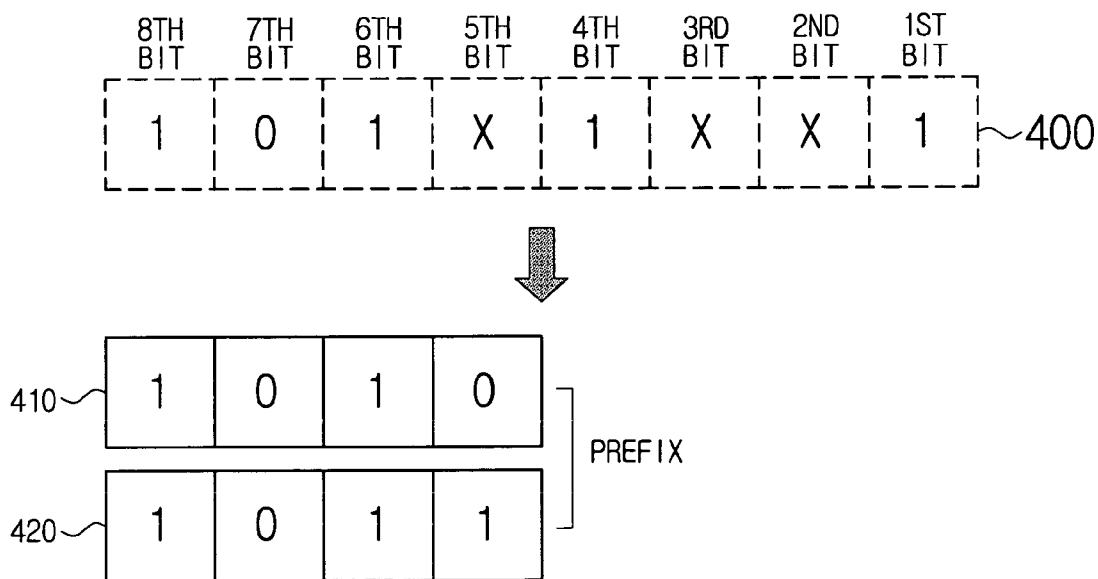 8TH BIT 7TH BIT 6TH BIT 5TH BIT 4TH BIT 3RD BIT 2ND BIT 1ST BIT
1 0 1 X 1 X X 1 400
410 1 0 1 0
PREFIX
420 1 0 1 1